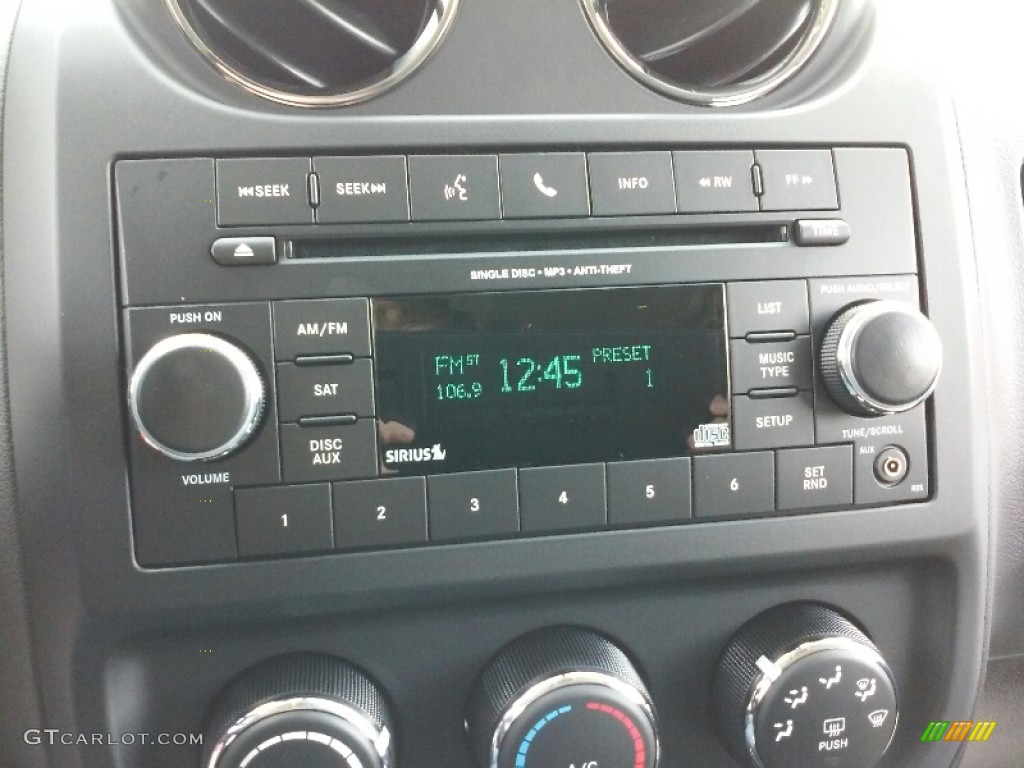 SEEK
SEEK
INFO
RW
FF
TIME
SINGLE DISC • MP3 • ANTI-THEFT
PUSH ON
AM/FM
SAT
DISC
AUX
VOLUME
FM ST
106.9
12:45
PRESET
1
SIRIUS
disc
LIST
MUSIC
TYPE
SETUP
PUSH AUDIO/SELECT
TUNE/SCROLL
AUX
1
2
3
4
5
6
SET
RND
A/C
PUSH
GTCARLOT.COM